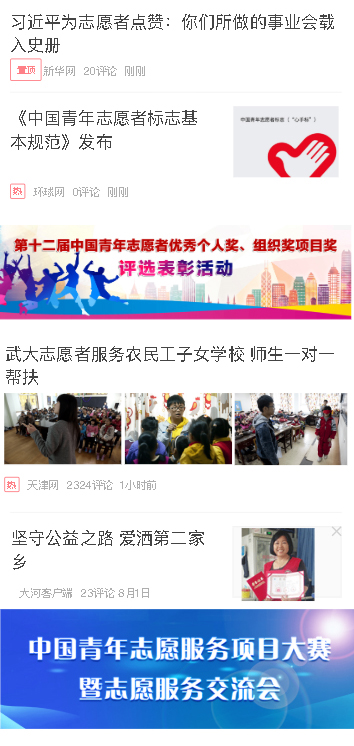 习近平为志愿者点赞：你们所做的事业会载
入史册
置顶 新华网 20评论 刚刚
《中国青年志愿者标志基
本规范》发布
中国青年志愿者标志（“心手标”）
热 环球网 0评论 刚刚
第十二届中国青年志愿者优秀个人奖、组织奖项目奖
评选表彰活动
武大志愿者服务农民工子女学校 师生一对一
帮扶
热 天津网 2324评论 1小时前
坚守公益之路 爱洒第二家
乡
大河客户端 23评论 8月1日
中国青年志愿服务项目大赛
暨志愿服务交流会